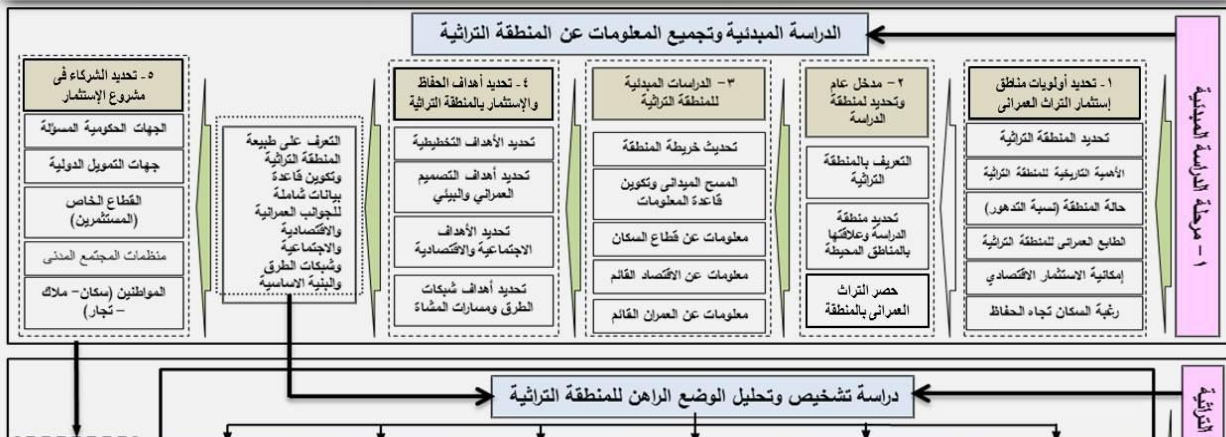 الدراسة المبدئية وتجميع المعلومات عن المنطقة التراثية
١ - مرحلة الدراسة المبدئية
١- تحديد أولويات مناطق
إستثمار التراث العمرانى
تحديد المنطقة التراثية
الأهمية التاريخية للمنطقة التراثية
حالة المنطقة (نسبة التدهور)
الطابع العمرانى للمنطقة التراثية
إمكانية الاستثمار الاقتصادي
رغبة السكان تجاه الحفاظ
٢- مدخل عام
وتحديد لمنطقة
الدراسة
التعريف بالمنطقة
التراثية
تحديد منطقة
الدراسة وعلاقتها
بالمناطق المحيطة
حصر التراث
العمرانى بالمنطقة
٣- الدراسات المبدئية
للمنطقة التراثية
تحديث خريطة المنطقة
المسح الميدانى وتكوين
قاعدة المعلومات
معلومات عن قطاع السكان
معلومات عن الاقتصاد القائم
معلومات عن العمران القائم
٤- تحديد أهداف الحفاظ
والإستثمار بالمنطقة التراثية
تحديد الأهداف التخطيطية
تحديد أهداف التصميم
العمراني والبيئي
تحديد الأهداف
الاجتماعية والاقتصادية
تحديد أهداف شبكات
الطرق ومسارات المشاة
التعرف على طبيعة
المنطقة التراثية
وتكوين قاعدة
بيانات شاملة
للجوانب العمرانية
والاقتصادية
والاجتماعية
وشبكات الطرق
والبنية الاساسية
٥- تحديد الشركاء فى
مشروع الإستثمار
الجهات الحكومية المسؤلة
جهات التمويل الدولية
القطاع الخاص
(المستثمرين)
منظمات المجتمع المدنى
المواطنين (سكان- ملاك
- تجار)
دراسة تشخيص وتحليل الوضع الراهن للمنطقة التراثية
التراثية